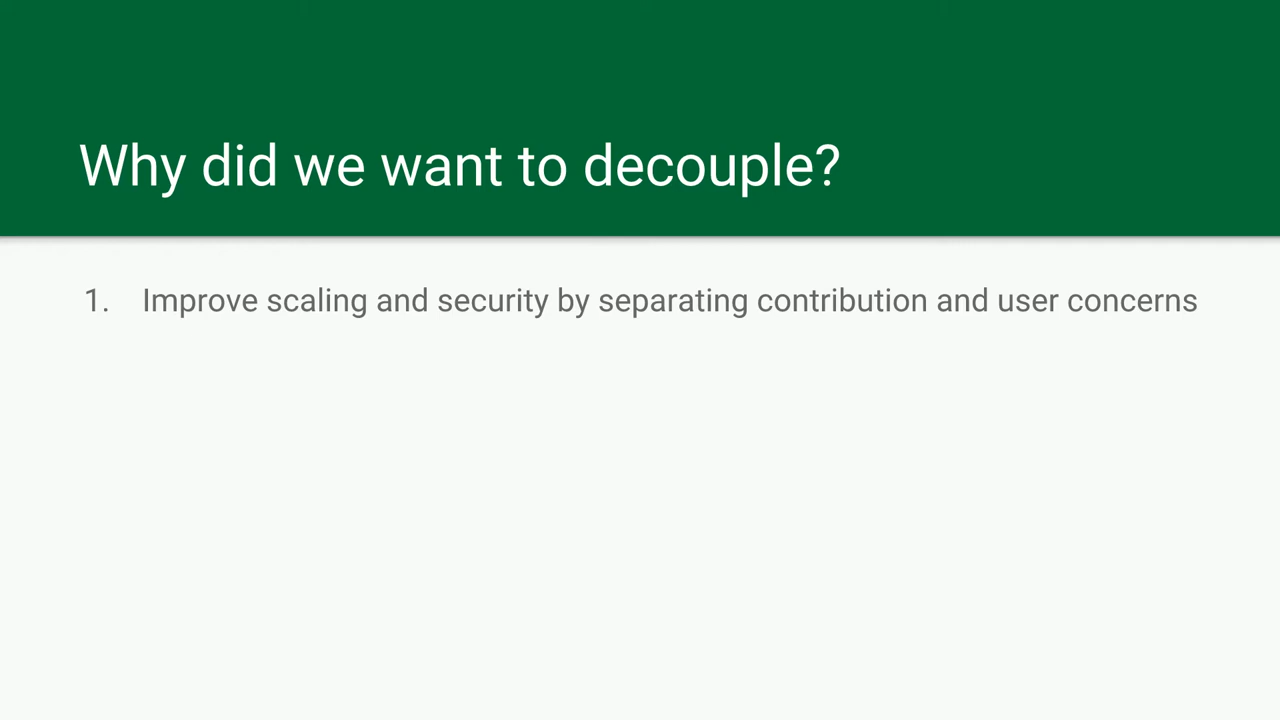 Why did we want to decouple?
1. Improve scaling and security by separating contribution and user concerns